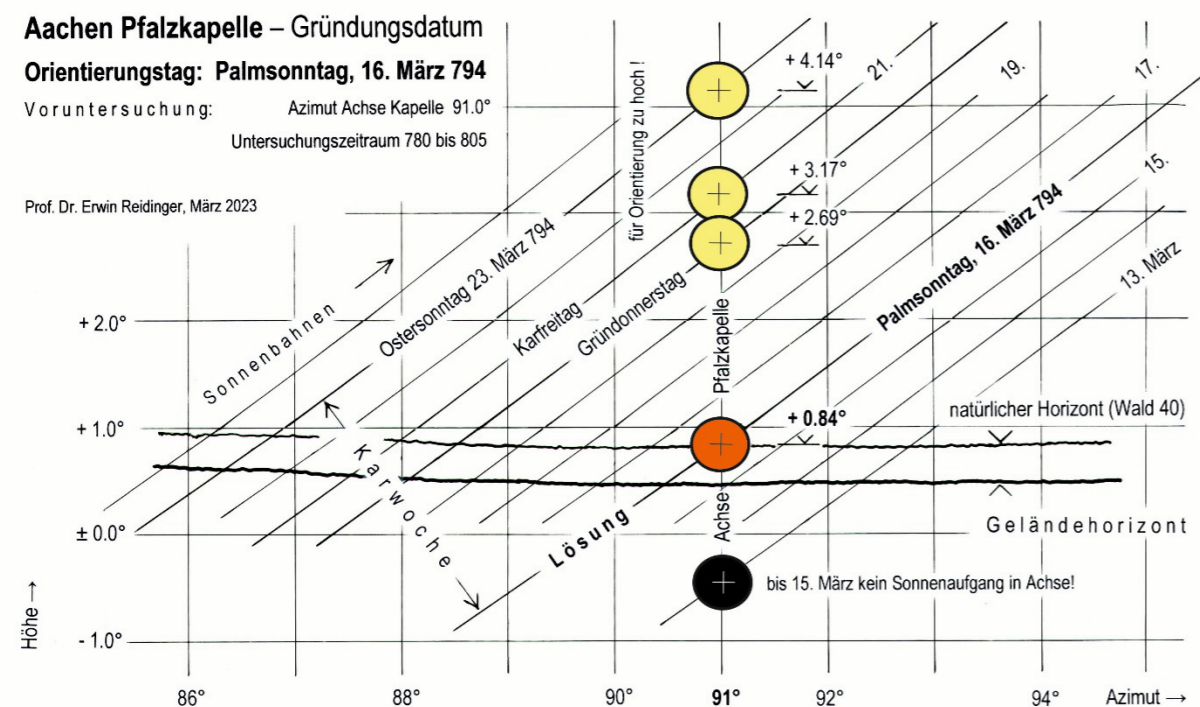 Aachen Pfalzkapelle – Gründungsdatum
Orientierungstag: Palmsonntag, 16. März 794
Voruntersuchung: Azimut Achse Kapelle 91.0°
Untersuchungszeitraum 780 bis 805
Prof. Dr. Erwin Reidinger, März 2023
für Orientierung zu hoch !
+ 4.14°
+ 3.17°
+ 2.69°
21.
19.
17.
15.
13. März
Sonnenbahnen
Ostersonntag 23. März 794
Karfreitag
Gründonnerstag
Palmsonntag, 16. März 794
Achse Pfalzkapelle
Karwoche
Lösung
+ 0.84°
natürlicher Horizont (Wald 40)
Geländehorizont
bis 15. März kein Sonnenaufgang in Achse!
+ 2.0°
+ 1.0°
± 0.0°
- 1.0°
Höhe →
86° 88° 90° 91° 92° 94° Azimut →